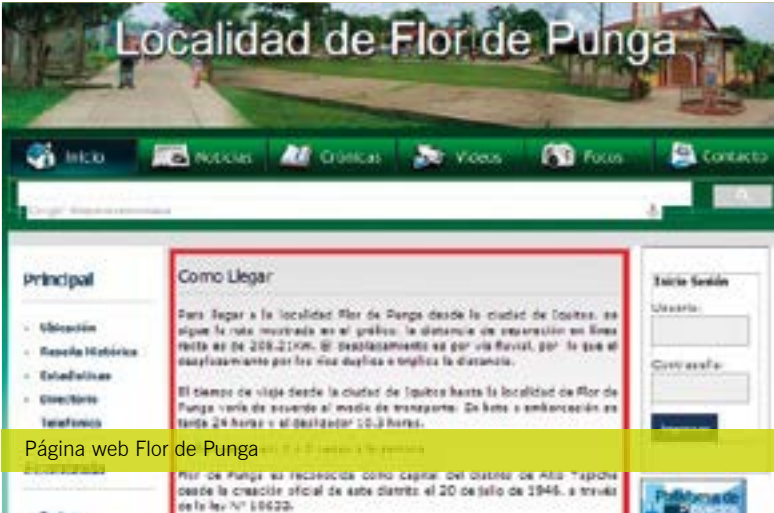 Localidad de Flor de Punga
Inicio Noticias Crónicas Videos Fotos Contacto
Principal
Ubicación
Reseña Histórica
Estadísticas
Directorio
Telefonico
Como Llegar
Para llegar a la localidad Flor de Punga desde la ciudad de Iquitos, se
sigue la ruta mostrada en el gráfico. la distancia de separación en línea
recta es de 208.21Km. El desplazamiento es por vía fluvial, por lo que el
desplazamiento por los ríos duplica o triplica la distancia.
El tiempo de viaje desde la ciudad de Iquitos hasta la localidad de Flor de
Punga varía de acuerdo al medio de transporte. En bote o embarcación se
tarda 24 horas y el deslizador 10.3 horas.
Flor de Punga es reconocida como capital del distrito de Alto Tapiche
desde la creación oficial de este distrito el 20 de julio de 1946, a través
de la ley N°
Inicio Sesión
Usuario:
Contraseña:
Página web Flor de Punga